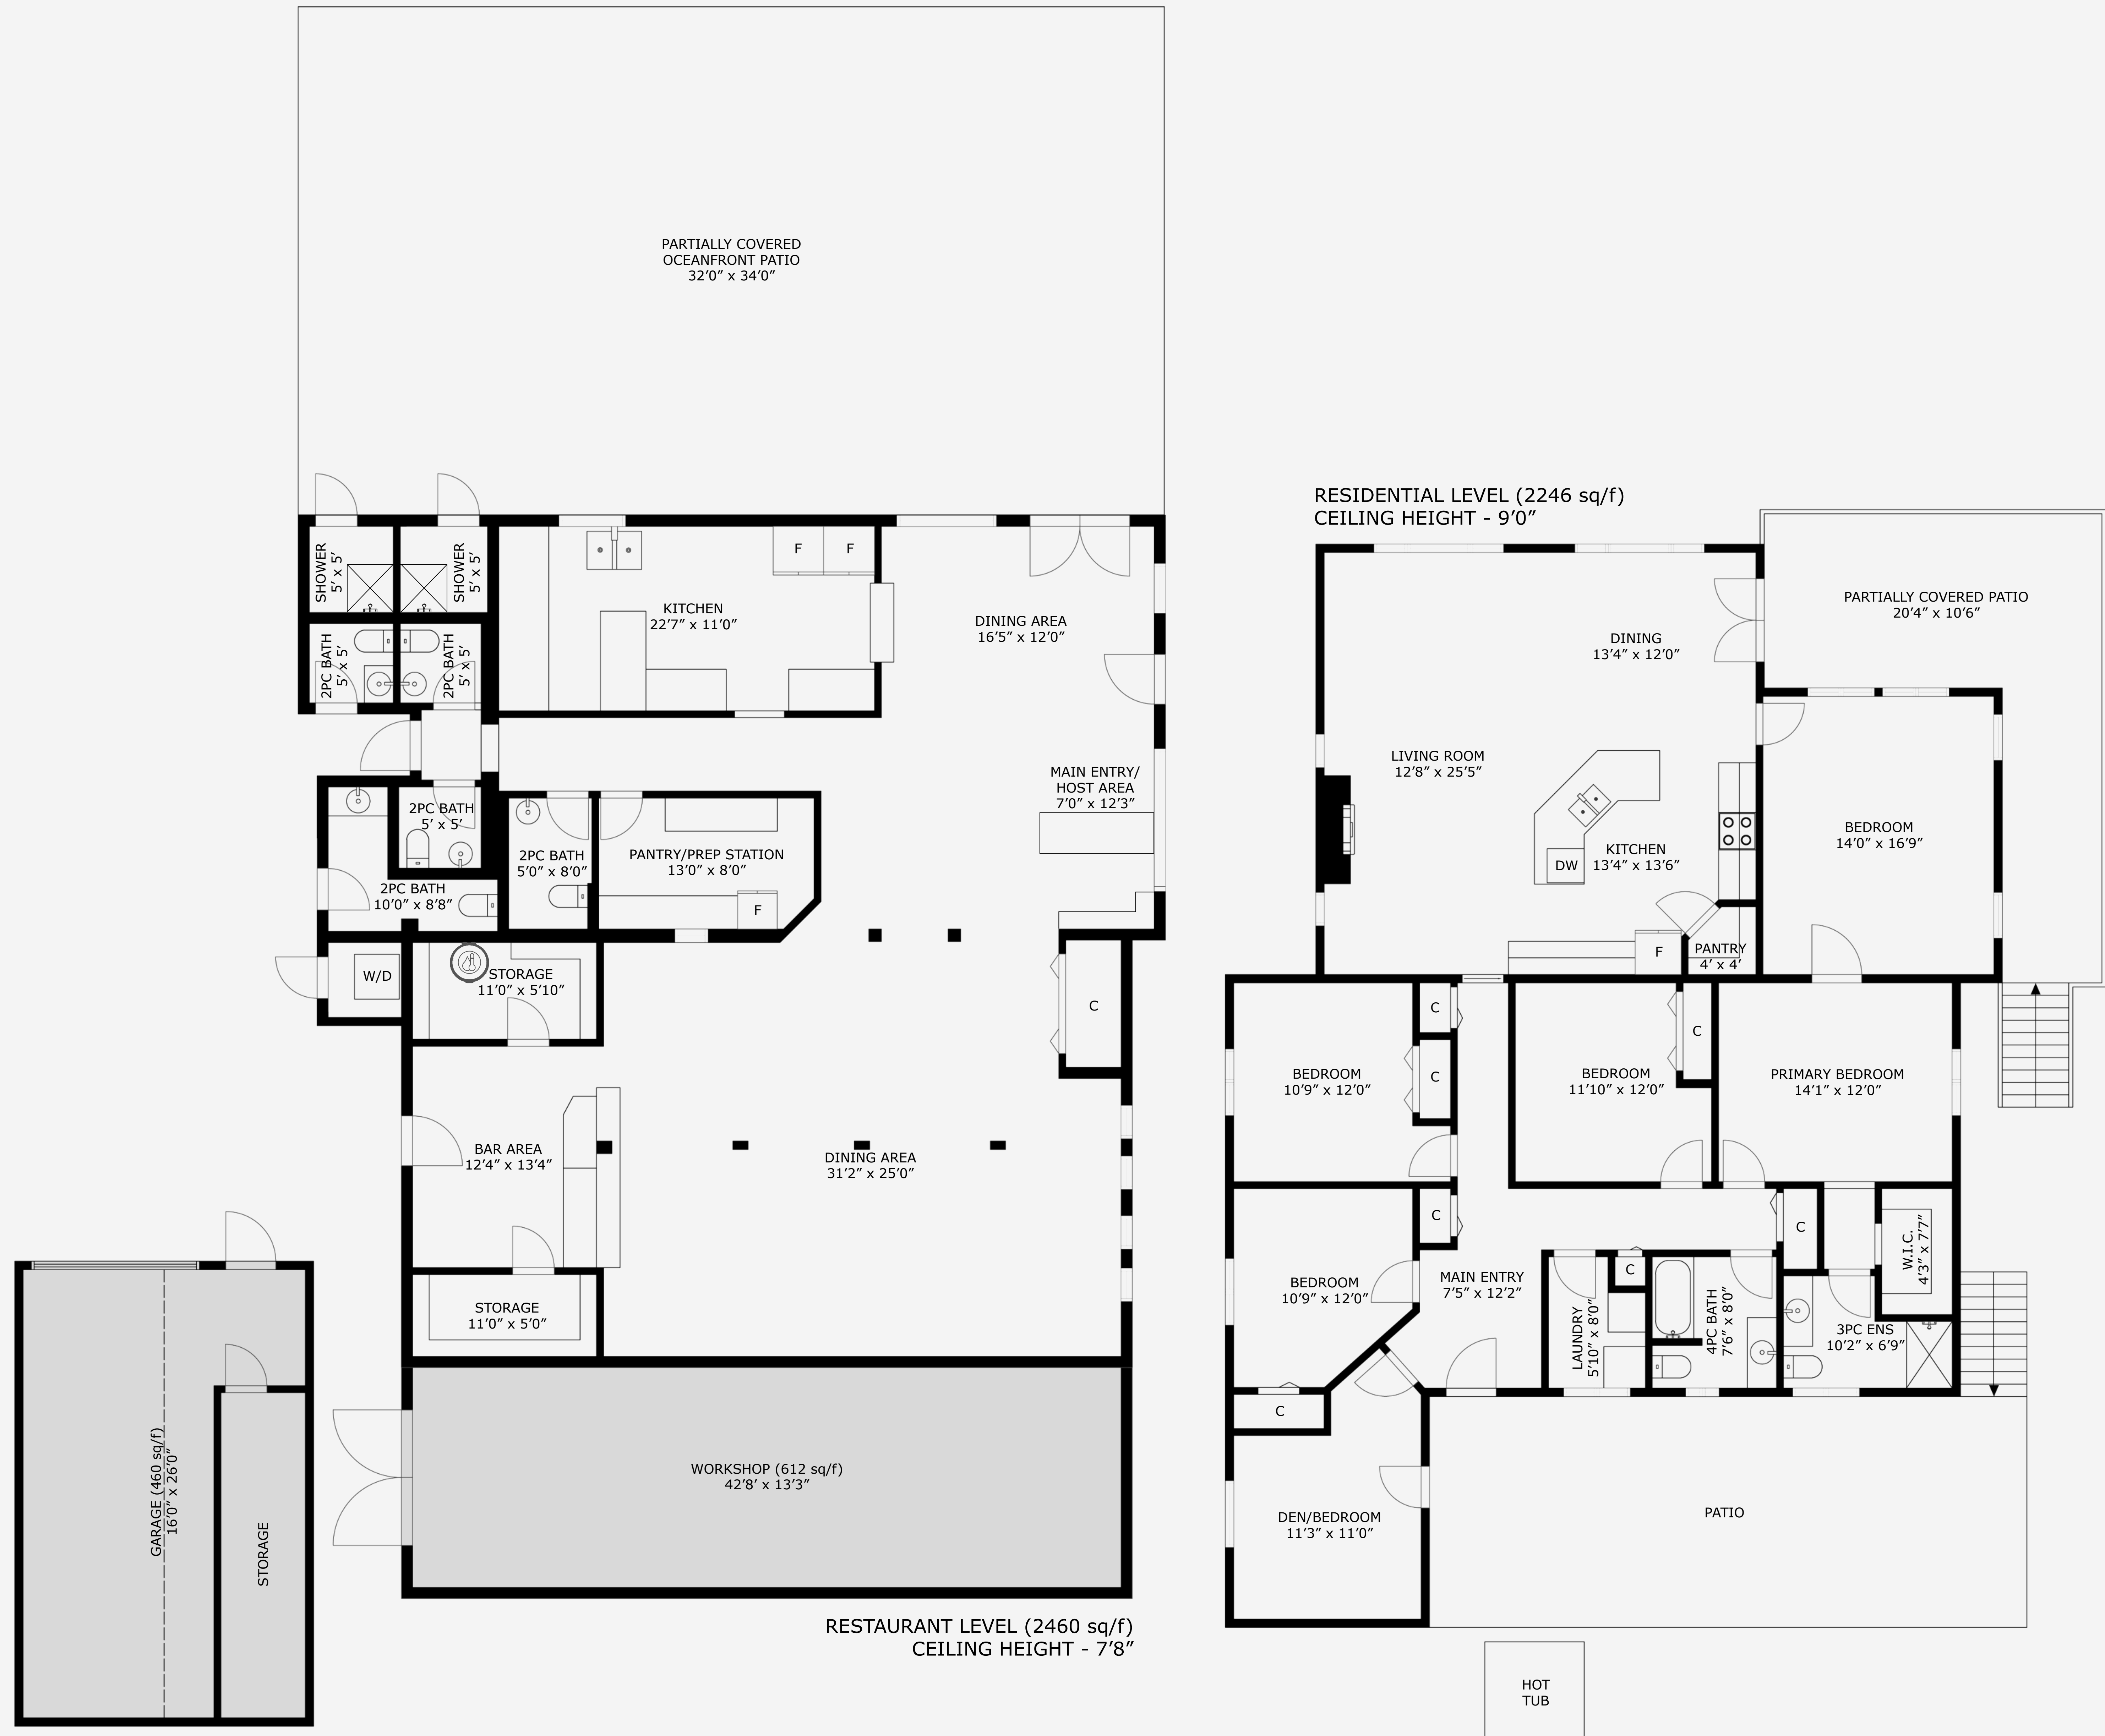 PARTIALLY COVERED
OCEANFRONT PATIO
32'0" x 34'0"
SHOWER
5' x 5'
SHOWER
5' x 5'
2PC BATH
5' x 5'
2PC BATH
5' x 5'
KITCHEN
22'7" x 11'0"
F
F
DINING AREA
16'5" x 12'0"
MAIN ENTRY/
HOST AREA
7'0" x 12'3"
2PC BATH
5' x 5'
2PC BATH
10'0" x 8'8"
2PC BATH
5'0" x 8'0"
PANTRY/PREP STATION
13'0" x 8'0"
F
W/D
STORAGE
11'0" x 5'10"
C
BAR AREA
12'4" x 13'4"
DINING AREA
31'2" x 25'0"
STORAGE
11'0" x 5'0"
WORKSHOP (612 sq/f)
42'8' x 13'3"
GARAGE (460 sq/f)
16'0" x 26'0"
STORAGE
RESTAURANT LEVEL (2460 sq/f)
CEILING HEIGHT - 7'8"
RESIDENTIAL LEVEL (2246 sq/f)
CEILING HEIGHT - 9'0"
PARTIALLY COVERED PATIO
20'4" x 10'6"
DINING
13'4" x 12'0"
LIVING ROOM
12'8" x 25'5"
KITCHEN
13'4" x 13'6"
DW
F
PANTRY
4' x 4'
BEDROOM
14'0" x 16'9"
C
C
BEDROOM
10'9" x 12'0"
BEDROOM
11'10" x 12'0"
C
PRIMARY BEDROOM
14'1" x 12'0"
C
C
W.I.C.
4'3" x 7'7"
BEDROOM
10'9" x 12'0"
MAIN ENTRY
7'5" x 12'2"
C
LAUNDRY
5'10" x 8'0"
4PC BATH
7'6" x 8'0"
3PC ENS
10'2" x 6'9"
C
DEN/BEDROOM
11'3" x 11'0"
PATIO
HOT
TUB